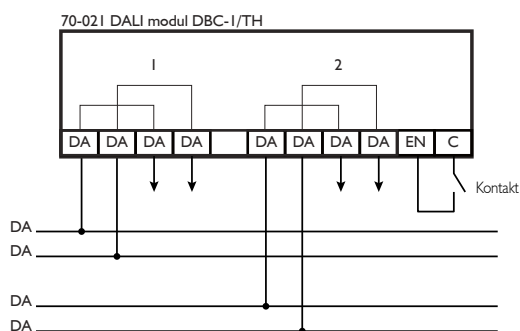 70-021 DALI modul DBC-1/TH
1 2
DA DA DA DA DA DA DA DA EN C
Kontakt
DA
DA
DA
DA